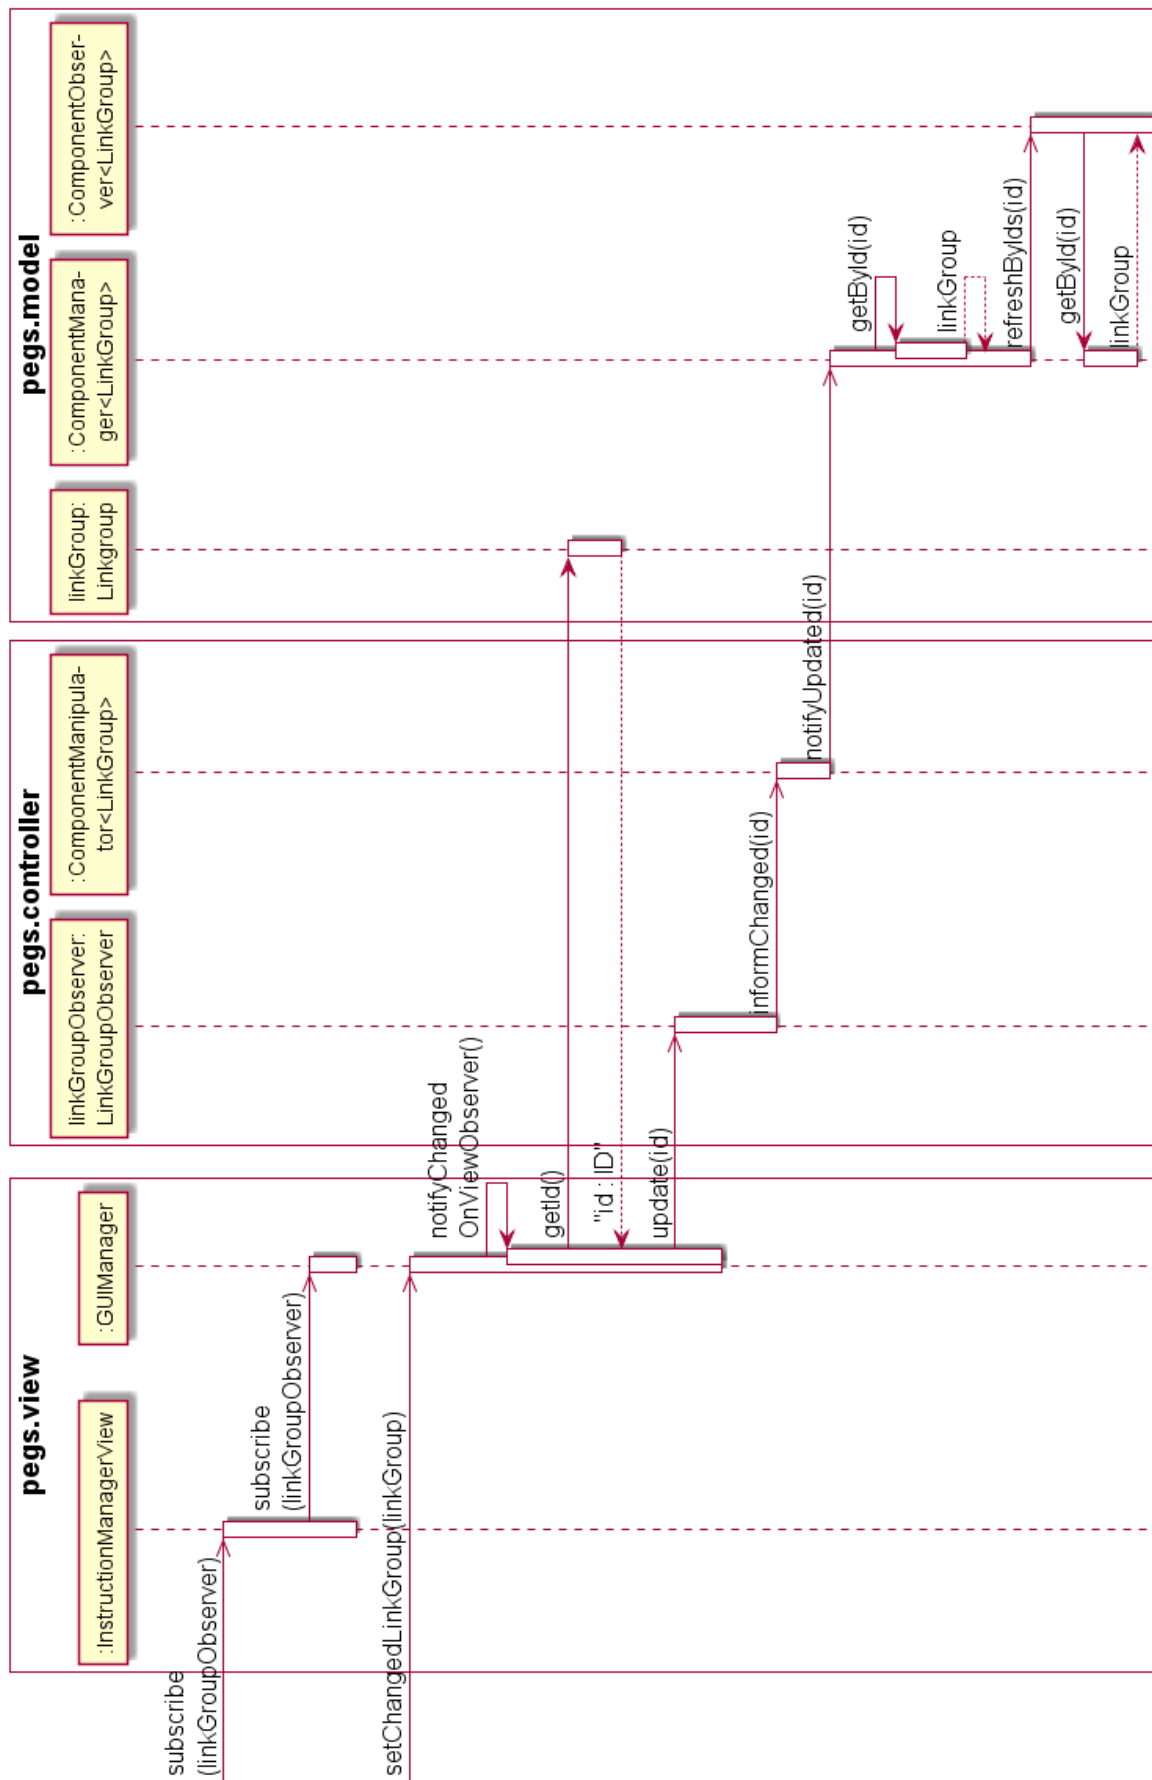 pegs.view
pegs.controller
pegs.model
:InstructionManagerView
:GUIManager
linkGroupObserver:
LinkGroupObserver
:ComponentManipula-
tor<LinkGroup>
linkGroup:
Linkgroup
:ComponentMana-
ger<LinkGroup>
:ComponentObser-
ver<LinkGroup>
subscribe
(linkGroupObserver)
subscribe
(linkGroupObserver)
setChangedLinkGroup(linkGroup)
notifyChanged
OnViewObserver()
getId()
"id : ID"
update(id)
informChanged(id)
notifyUpdated(id)
getById(id)
linkGroup
refreshByIds(id)
getById(id)
linkGroup